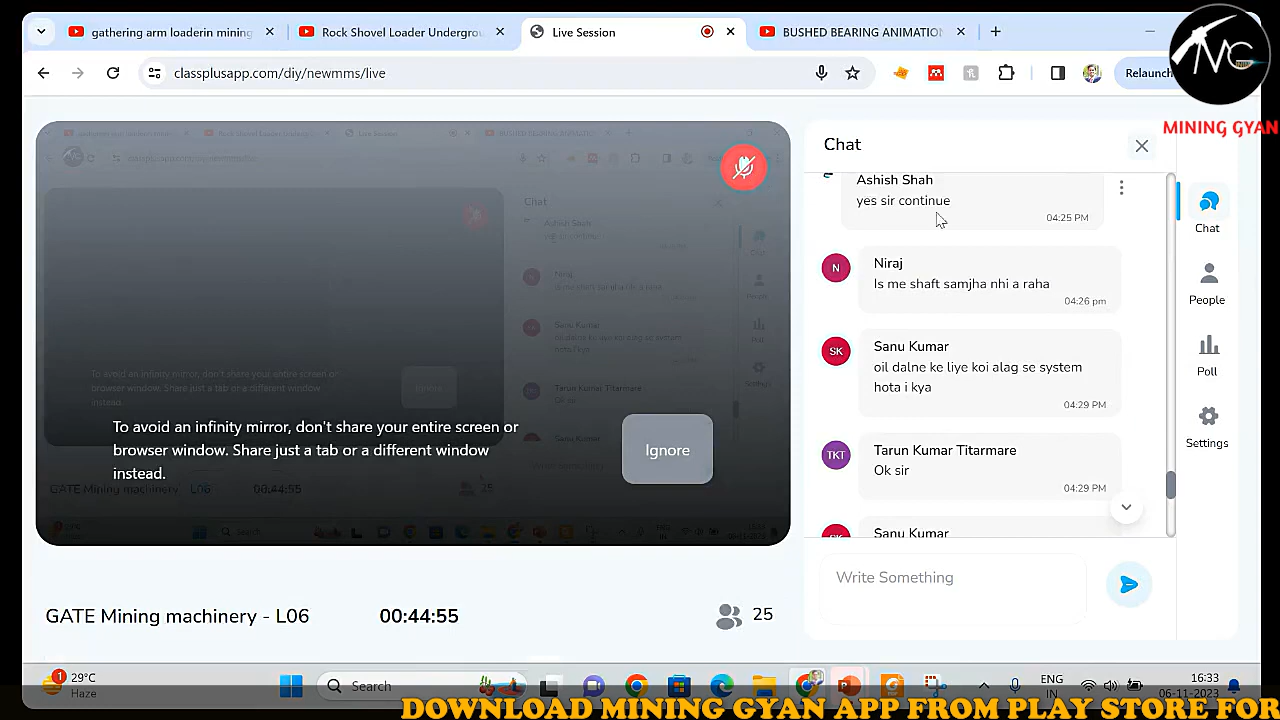 gathering arm loaderin mining
Rock Shovel Loader Undergrou
Live Session
BUSHED BEARING ANIMATION
classplusapp.com/diy/newmms/live
Relaunch
MG
MINING GYAN
Chat
Ashish Shah
yes sir continue
04:25 PM
N
Niraj
Is me shaft samjha nhi a raha
04:26 pm
SK
Sanu Kumar
oil dalne ke liye koi alag se system
hota i kya
04:29 PM
TKT
Tarun Kumar Titarmare
Ok sir
04:29 PM
Sanu Kumar
Write Something
Chat
People
Poll
Settings
To avoid an infinity mirror, don't share your entire screen or
browser window. Share just a tab or a different window
instead.
Ignore
GATE Mining machinery - L06
00:44:55
25
1
29°C
Haze
Search
ENG
IN
16:33
06-11-2023
DOWNLOAD MINING GYAN APP FROM PLAY STORE FOR